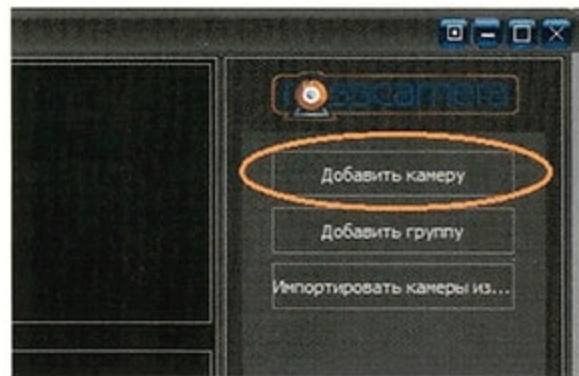 Добавить камеру
Добавить группу
Импортировать камеры из...